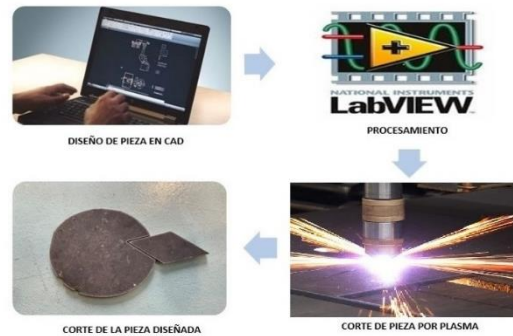 DISEÑO DE PIEZA EN CAD
NATIONAL INSTRUMENTS
LabVIEW
PROCESAMIENTO
CORTE DE PIEZA POR PLASMA
CORTE DE LA PIEZA DISEÑADA